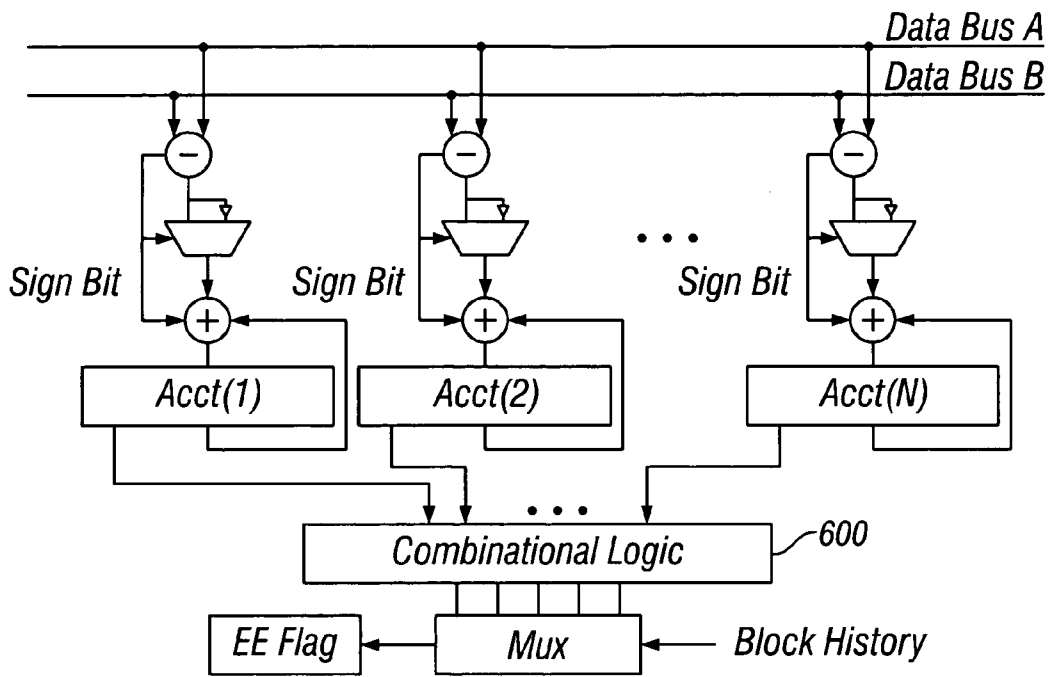 Data Bus A
Data Bus B
− − −
Sign Bit Sign Bit Sign Bit
+ + +
Acct(1) Acct(2) Acct(N)
Combinational Logic 600
EE Flag Mux Block History